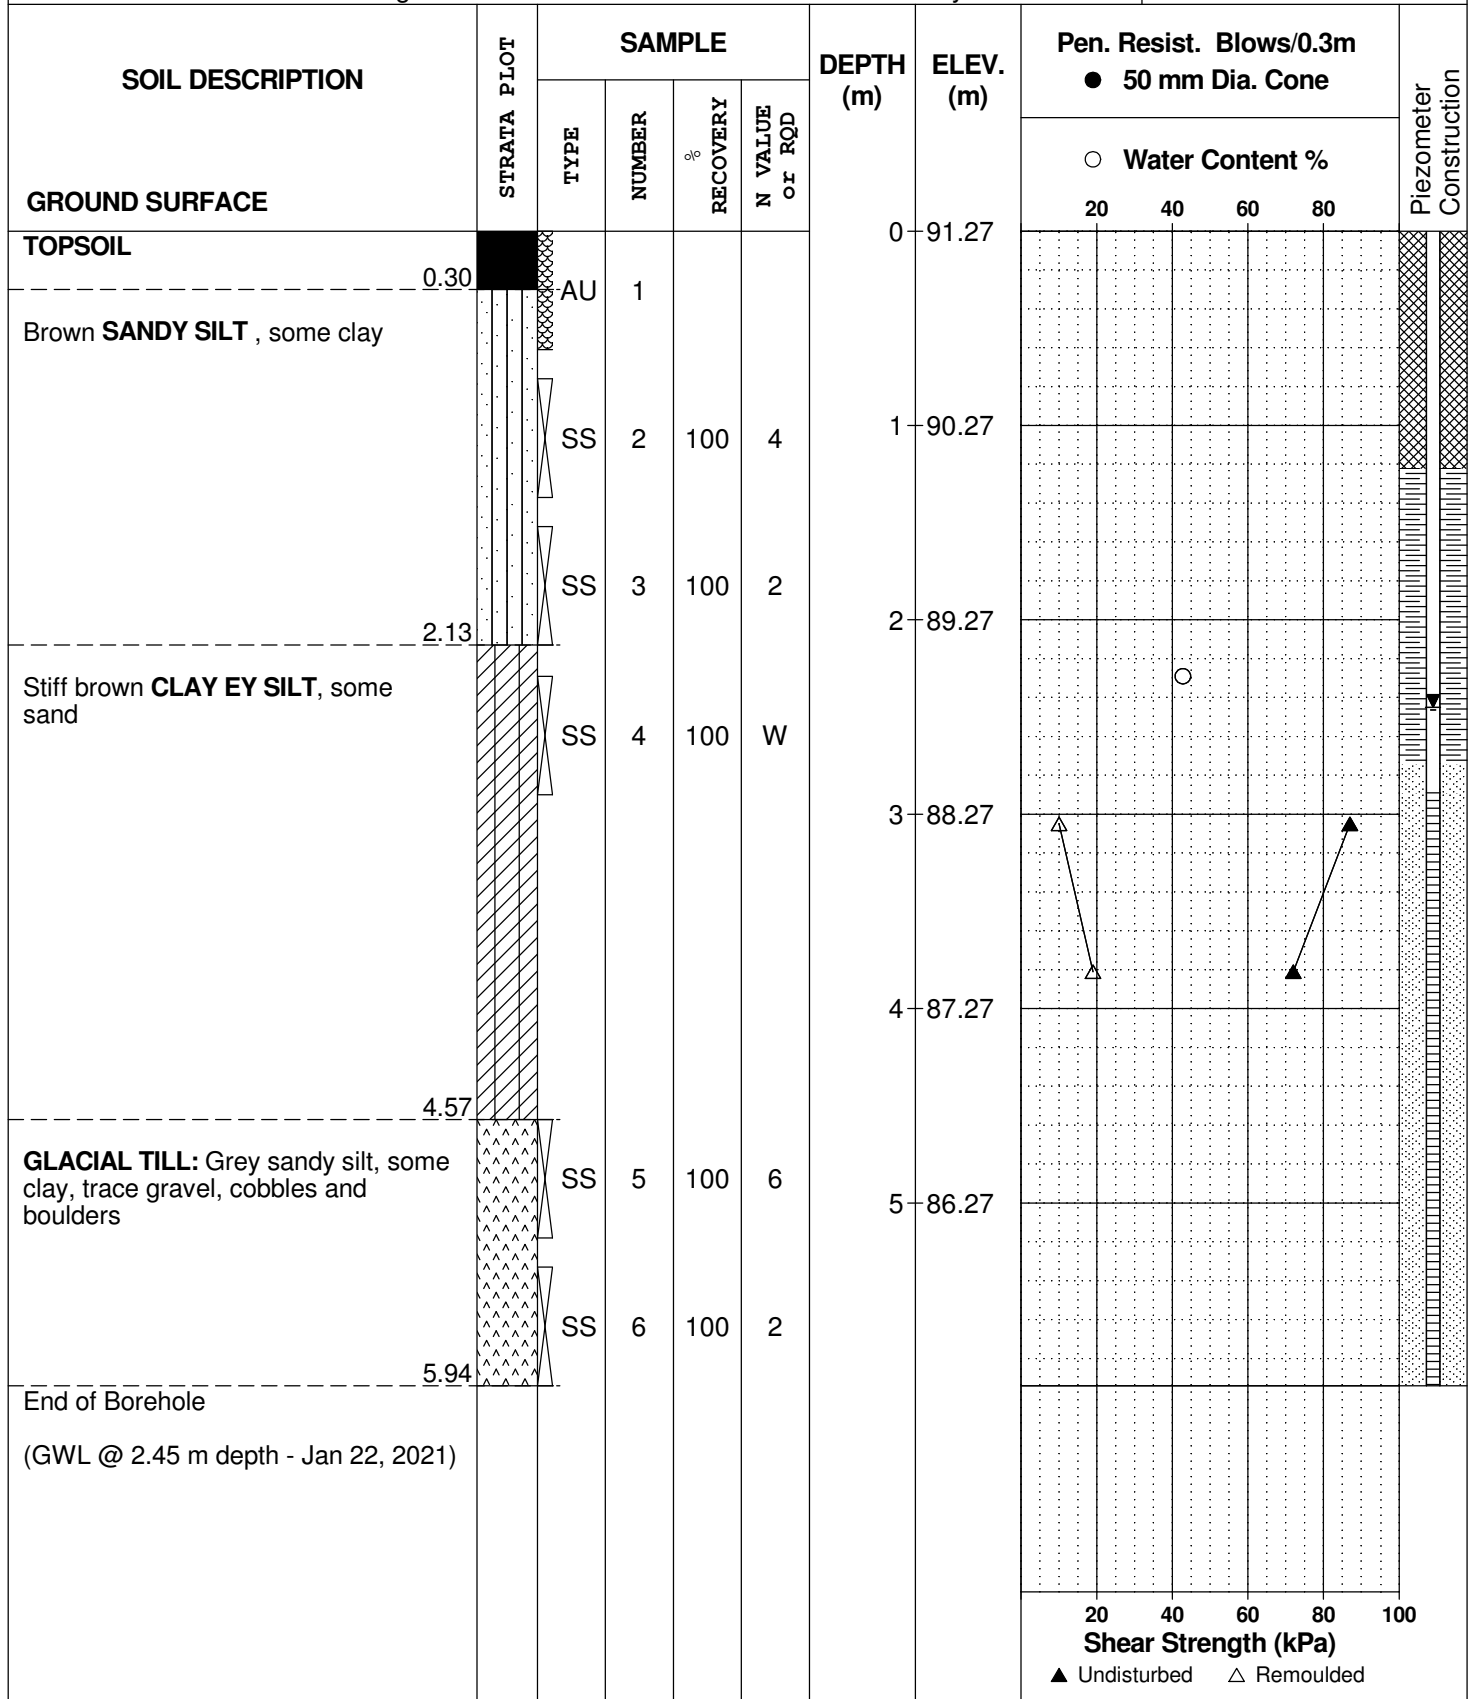 SOIL DESCRIPTION
GROUND SURFACE
STRATA PLOT
SAMPLE
TYPE
NUMBER
%
RECOVERY
N VALUE
or RQD
DEPTH
(m)
ELEV.
(m)
Pen. Resist. Blows/0.3m
● 50 mm Dia. Cone
○ Water Content %
20 40 60 80
Piezometer
Construction
TOPSOIL
0.30
AU 1
0 91.27
Brown SANDY SILT , some clay
SS 2 100 4
1 90.27
SS 3 100 2
2 89.27
2.13
Stiff brown CLAY EY SILT, some
sand
SS 4 100 W
3 88.27
4 87.27
4.57
GLACIAL TILL: Grey sandy silt, some
clay, trace gravel, cobbles and
boulders
SS 5 100 6
5 86.27
SS 6 100 2
5.94
End of Borehole
(GWL @ 2.45 m depth - Jan 22, 2021)
20 40 60 80 100
Shear Strength (kPa)
▲ Undisturbed △ Remoulded